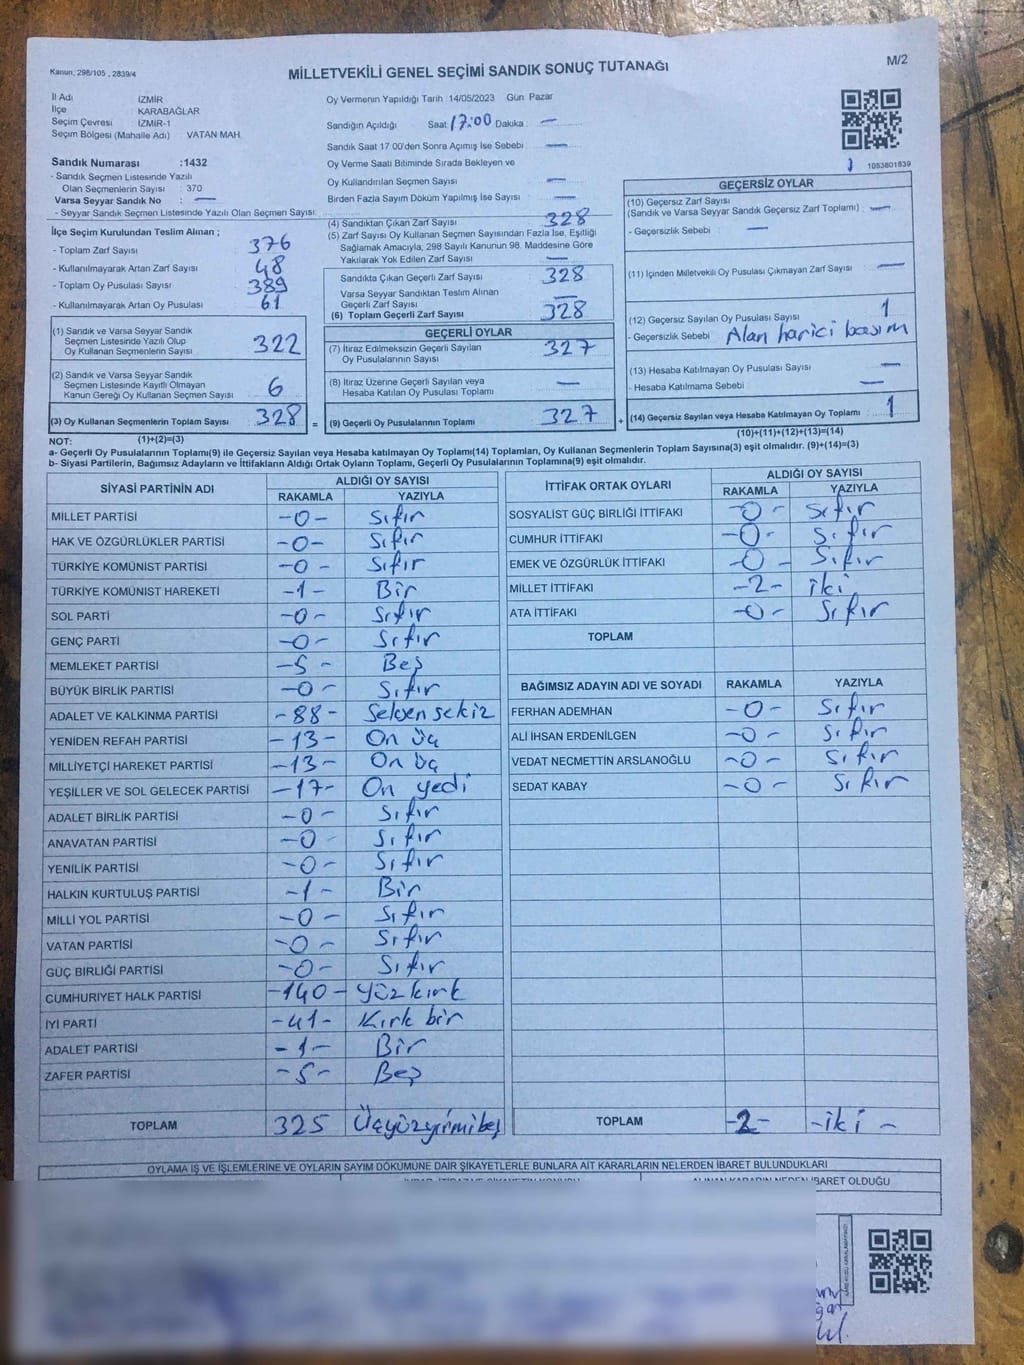 Kanun, 298/105 , 2839/4
MİLLETVEKİLİ GENEL SEÇİMİ SANDIK SONUÇ TUTANAĞI
M/2
İl Adı İZMİR
İlçe : KARABAĞLAR
Seçim Çevresi : İZMİR-1
Seçim Bölgesi (Mahalle Adı) : VATAN MAH.
Sandık Numarası :1432
- Sandık Seçmen Listesinde Yazılı
Olan Seçmenlerin Sayısı : 370
Varsa Seyyar Sandık No : —
- Seyyar Sandık Seçmen Listesinde Yazılı Olan Seçmen Sayısı:
İlçe Seçim Kurulundan Teslim Alınan ;
- Toplam Zarf Sayısı 376
- Kullanılmayarak Artan Zarf Sayısı : 48
- Toplam Oy Pusulası Sayısı : 389
- Kullanılmayarak Artan Oy Pusulası : 61
(1) Sandık ve Varsa Seyyar Sandık
Seçmen Listesinde Yazılı Olup
Oy Kullanan Seçmenlerin Sayısı : 322
(2) Sandık ve Varsa Seyyar Sandık
Seçmen Listesinde Kayıtlı Olmayan
Kanun Gereği Oy Kullanan Seçmen Sayısı : 6
(3) Oy Kullanan Seçmenlerin Toplam Sayısı : 328 =
Oy Vermenin Yapıldığı Tarih : 14/05/2023 Gün : Pazar
Sandığın Açıldığı Saat : 17:00 Dakika : —
Sandık Saat 17 00'den Sonra Açımış İse Sebebi : —
Oy Verme Saati Bitiminde Sırada Bekleyen ve
Oy Kullandırılan Seçmen Sayısı : —
Birden Fazla Sayım Döküm Yapılmış İse Sayısı : —
(4) Sandıktan Çıkan Zarf Sayısı : 328
(5) Zarf Sayısı Oy Kullanan Seçmen Sayısından Fazla İse, Eşitliği
Sağlamak Amacıyla, 298 Sayılı Kanunun 98. Maddesine Göre
Yakılarak Yok Edilen Zarf Sayısı : —
Sandıkta Çıkan Geçerli Zarf Sayısı : 328
Varsa Seyyar Sandıktan Teslim Alınan
Geçerli Zarf Sayısı : —
(6) Toplam Geçerli Zarf Sayısı : 328
GEÇERLİ OYLAR
(7) İtiraz Edilmeksizin Geçerli Sayılan
Oy Pusulalarının Sayısı : 327
(8) İtiraz Üzerine Geçerli Sayılan veya
Hesaba Katılan Oy Pusulası Toplamı : —
(9) Geçerli Oy Pusulalarının Toplamı : 327 +
1053801839
GEÇERSİZ OYLAR
(10) Geçersiz Zarf Sayısı
(Sandık ve Varsa Seyyar Sandık Geçersiz Zarf Toplamı) : —
- Geçersizlik Sebebi : —
(11) İçinden Milletvekili Oy Pusulası Çıkmayan Zarf Sayısı : —
(12) Geçersiz Sayılan Oy Pusulası Sayısı : 1
- Geçersizlik Sebebi : Alan harici basım
(13) Hesaba Katılmayan Oy Pusulası Sayısı : —
- Hesaba Katılmama Sebebi : —
(14) Geçersiz Sayılan veya Hesaba Katılmayan Oy Toplamı : 1
NOT: (1)+(2)=(3)
(10)+(11)+(12)+(13)=(14)
a- Geçerli Oy Pusulalarının Toplamı(9) ile Geçersiz Sayılan veya Hesaba katılmayan Oy Toplamı(14) Toplamları, Oy Kullanan Seçmenlerin Toplam Sayısına(3) eşit olmalıdır. (9)+(14)=(3)
b- Siyasi Partilerin, Bağımsız Adayların ve İttifakların Aldığı Ortak Oyların Toplamı, Geçerli Oy Pusulalarının Toplamına(9) eşit olmalıdır.
SİYASİ PARTİNİN ADI ALDIĞI OY SAYISI
RAKAMLA YAZIYLA
MİLLET PARTİSİ -0- Sıfır
HAK VE ÖZGÜRLÜKLER PARTİSİ -0- Sıfır
TÜRKİYE KOMÜNİST PARTİSİ -0- Sıfır
TÜRKİYE KOMÜNİST HAREKETİ -1- Bir
SOL PARTİ -0- Sıfır
GENÇ PARTİ -0- Sıfır
MEMLEKET PARTİSİ -5- Beş
BÜYÜK BİRLİK PARTİSİ -0- Sıfır
ADALET VE KALKINMA PARTİSİ -88- Seksen sekiz
YENİDEN REFAH PARTİSİ -13- On üç
MİLLİYETÇİ HAREKET PARTİSİ -13- On üç
YEŞİLLER VE SOL GELECEK PARTİSİ -17- On yedi
ADALET BİRLİK PARTİSİ -0- Sıfır
ANAVATAN PARTİSİ -0- Sıfır
YENİLİK PARTİSİ -0- Sıfır
HALKIN KURTULUŞ PARTİSİ -1- Bir
MİLLİ YOL PARTİSİ -0- Sıfır
VATAN PARTİSİ -0- Sıfır
GÜÇ BİRLİĞİ PARTİSİ -0- Sıfır
CUMHURİYET HALK PARTİSİ -140- Yüzkırk
İYİ PARTİ -41- Kırk bir
ADALET PARTİSİ -1- Bir
ZAFER PARTİSİ -5- Beş
TOPLAM 325 Üçyüzyirmibeş
İTTİFAK ORTAK OYLARI ALDIĞI OY SAYISI
RAKAMLA YAZIYLA
SOSYALİST GÜÇ BİRLİĞİ İTTİFAKI -0- Sıfır
CUMHUR İTTİFAKI -0- Sıfır
EMEK VE ÖZGÜRLÜK İTTİFAKI -0- Sıfır
MİLLET İTTİFAKI -2- iki
ATA İTTİFAKI -0- Sıfır
TOPLAM
BAĞIMSIZ ADAYIN ADI VE SOYADI RAKAMLA YAZIYLA
FERHAN ADEMHAN -0- Sıfır
ALİ İHSAN ERDENİLGEN -0- Sıfır
VEDAT NECMETTİN ARSLANOĞLU -0- Sıfır
SEDAT KABAY -0- Sıfır
TOPLAM -2- -iki-
OYLAMA İŞ VE İŞLEMLERİNE VE OYLARIN SAYIM DÖKÜMÜNE DAİR ŞİKAYETLERLE BUNLARA AİT KARARLARIN NELERDEN İBARET BULUNDUKLARI
ALINAN KARARIN NEDEN İBARET OLDUĞU